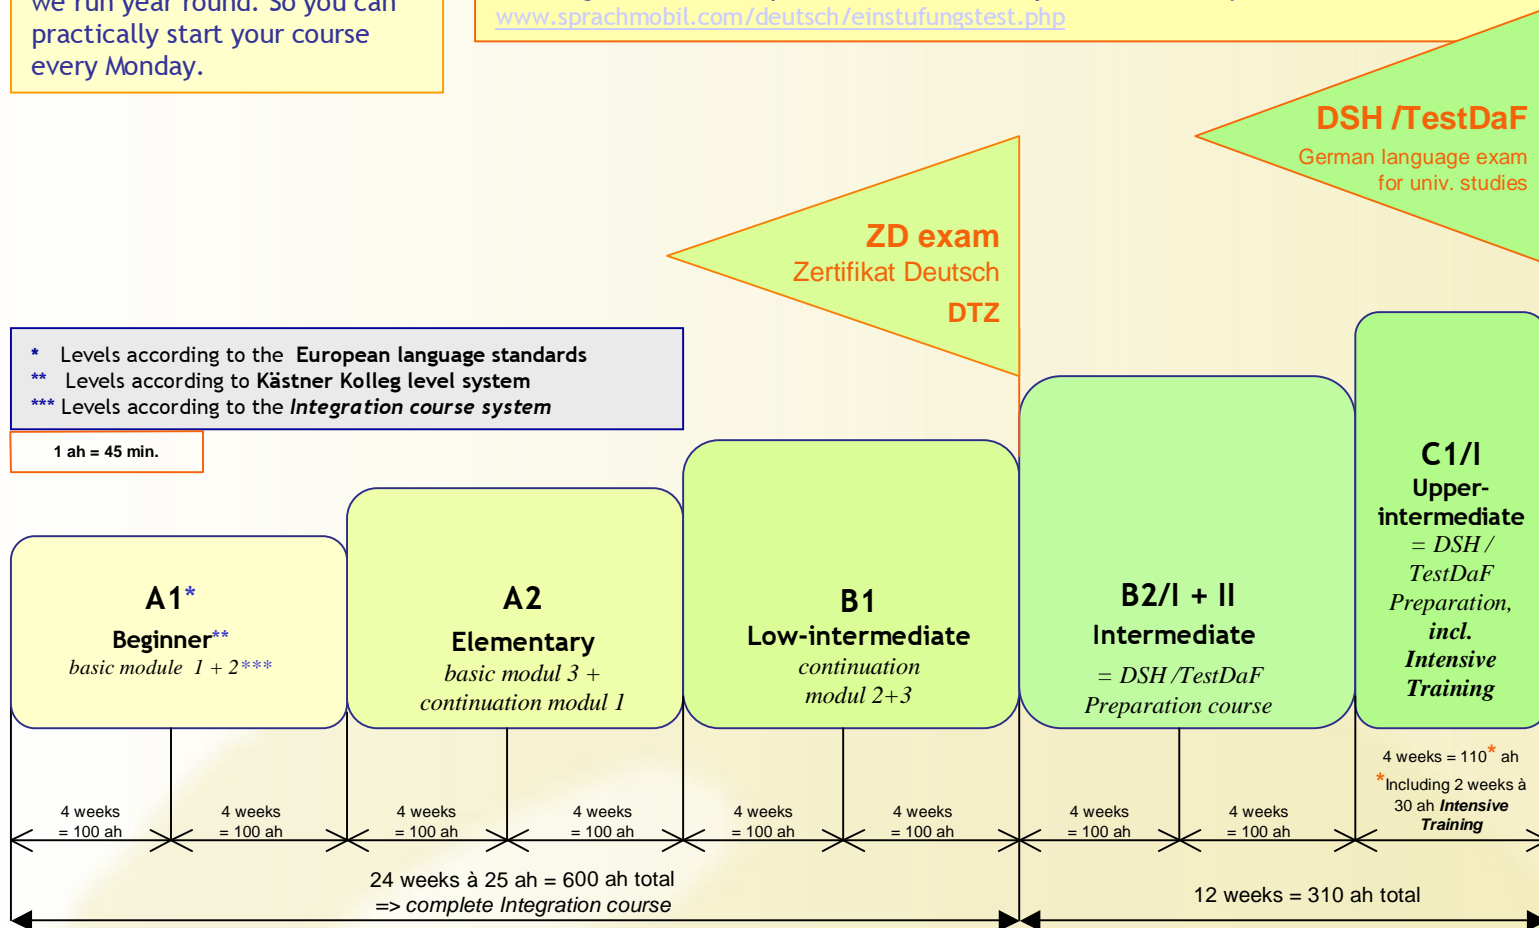 we run year round. So you can
practically start your course
every Monday.
www.sprachmobil.com/deutsch/einstufungstest.php
DSH /TestDaF
German language exam
for univ. studies
ZD exam
Zertifikat Deutsch
DTZ
* Levels according to the European language standards
** Levels according to Kästner Kolleg level system
*** Levels according to the Integration course system
1 ah = 45 min.
A1*
Beginner**
basic module 1 + 2***
A2
Elementary
basic modul 3 +
continuation modul 1
B1
Low-intermediate
continuation
modul 2+3
B2/I + II
Intermediate
= DSH /TestDaF
Preparation course
C1/I
Upper-
intermediate
= DSH /
TestDaF
Preparation,
incl.
Intensive
Training
4 weeks
= 100 ah
4 weeks
= 100 ah
4 weeks
= 100 ah
4 weeks
= 100 ah
4 weeks
= 100 ah
4 weeks
= 100 ah
4 weeks
= 100 ah
4 weeks
= 100 ah
4 weeks = 110* ah
*Including 2 weeks à
30 ah Intensive
Training
24 weeks à 25 ah = 600 ah total
=> complete Integration course
12 weeks = 310 ah total